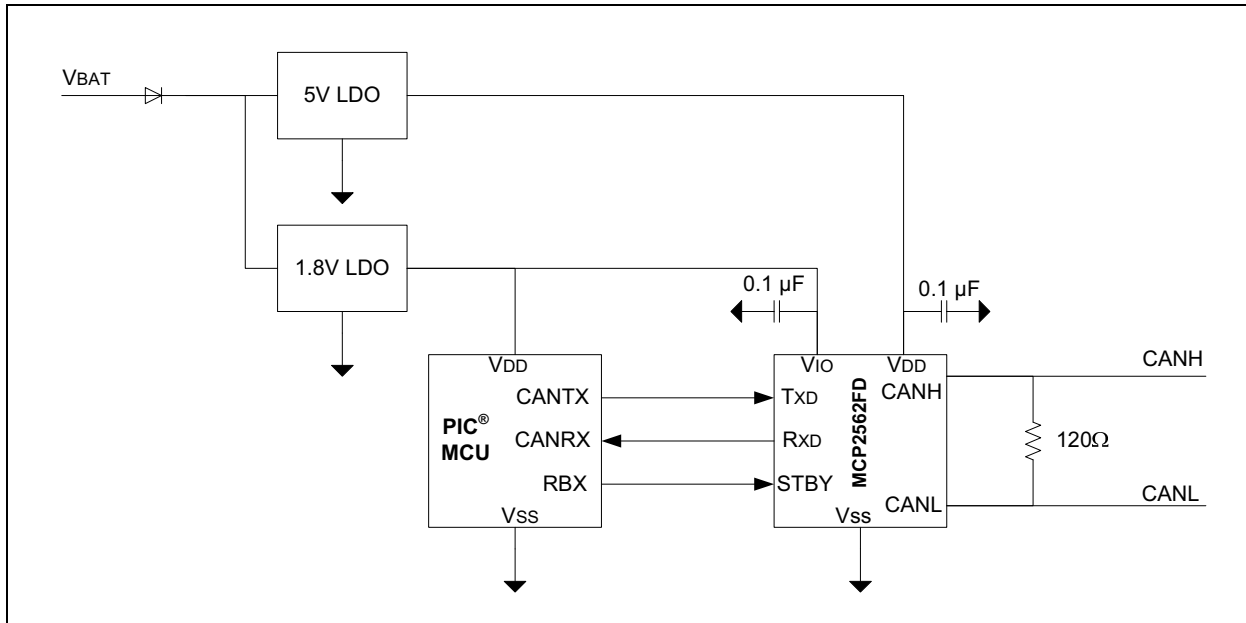 VBAT
5V LDO
1.8V LDO
0.1 µF
0.1 µF
VDD
CANTX
PIC®
MCU
CANRX
RBX
VSS
VIO
VDD
TXD
CANH
RXD
MCP2562FD
STBY
CANL
Vss
CANH
120Ω
CANL